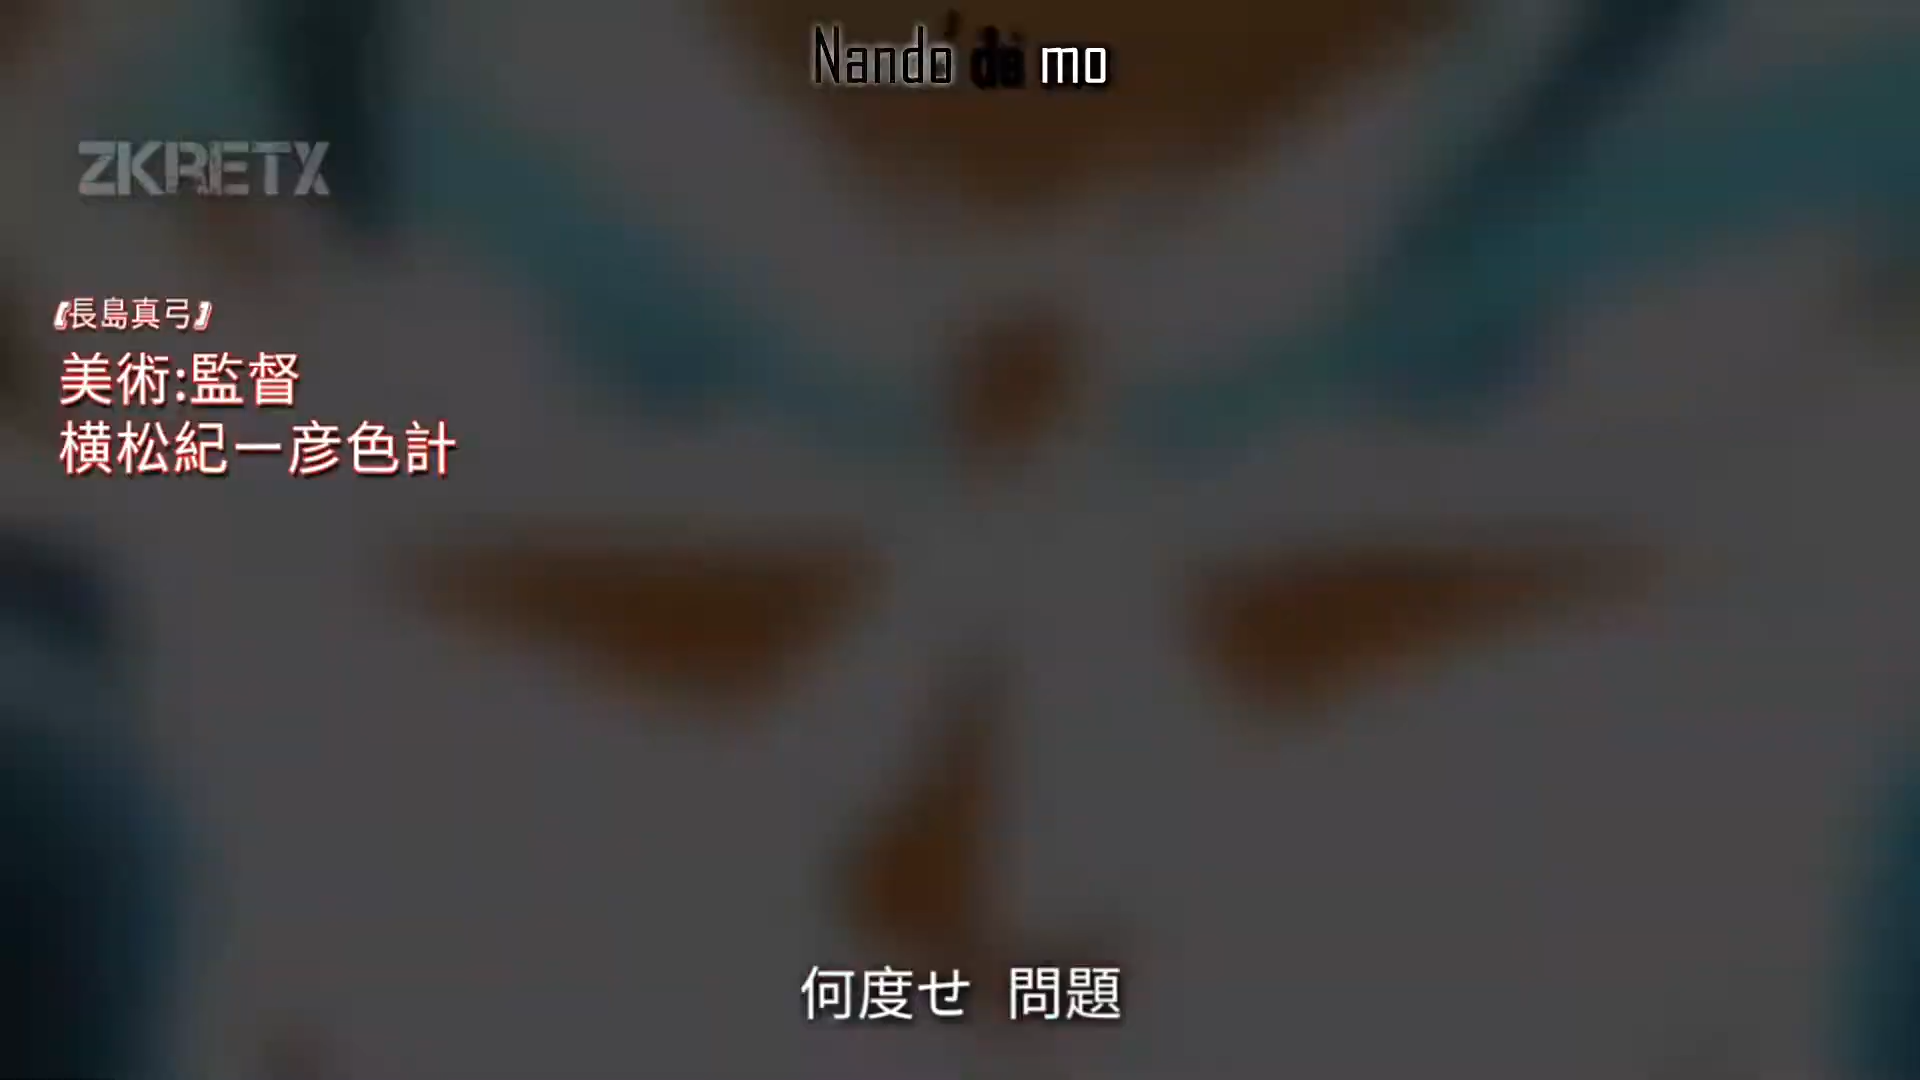 Nando de mo
ZKRETX
【長島真弓】
美術:監督
横松紀一彦色計
何度せ 問題